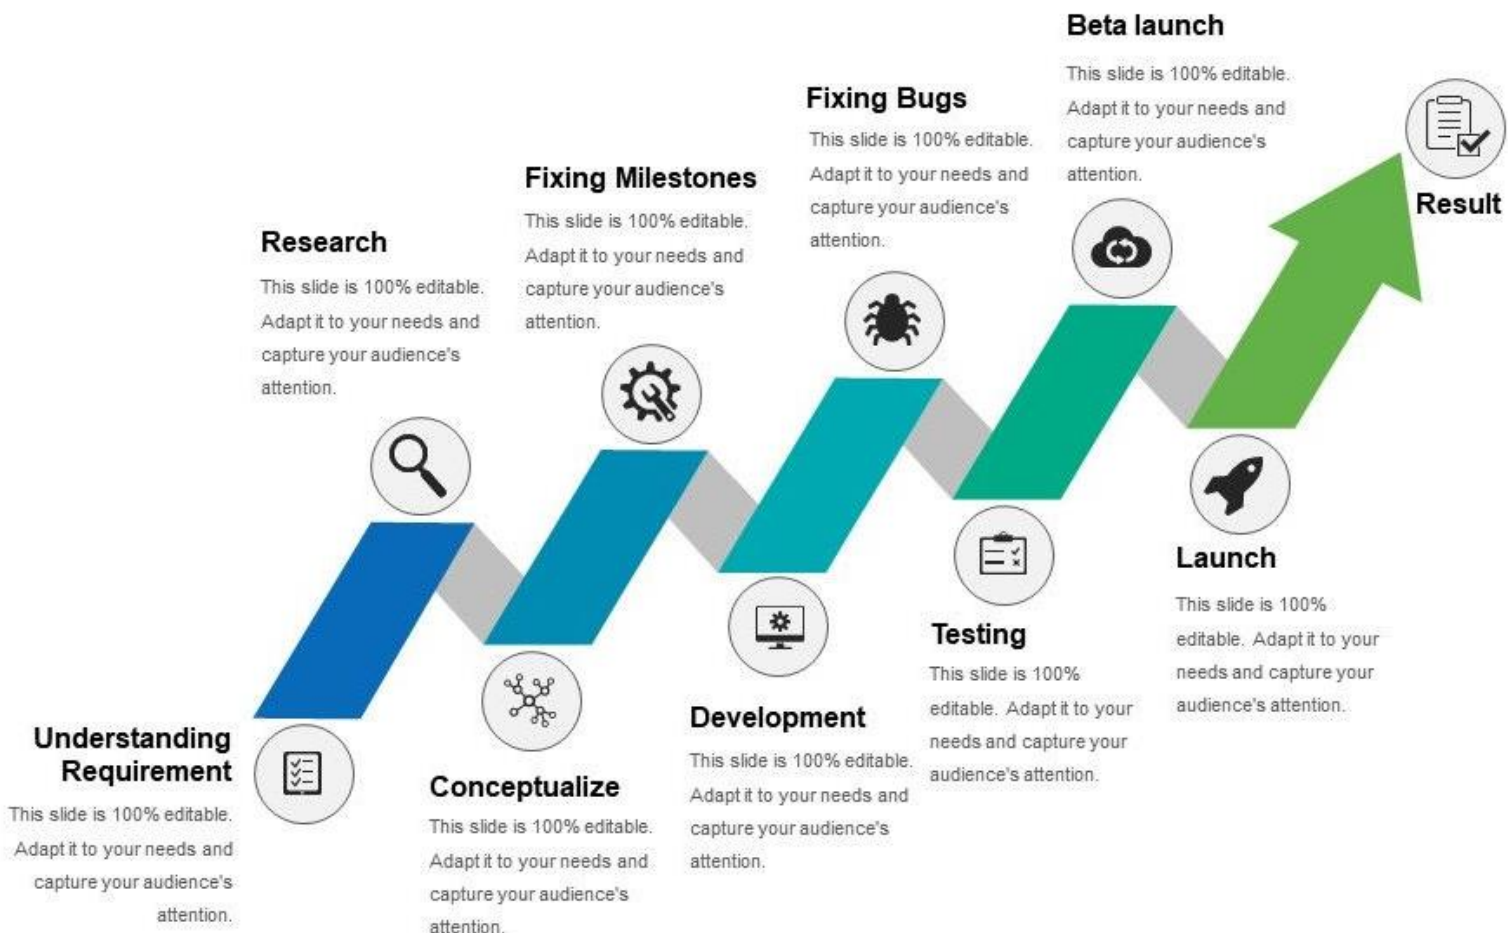 Understanding
Requirement
This slide is 100% editable.
Adapt it to your needs and
capture your audience's
attention.
Research
This slide is 100% editable.
Adapt it to your needs and
capture your audience's
attention.
Conceptualize
This slide is 100% editable.
Adapt it to your needs and
capture your audience's
attention.
Fixing Milestones
This slide is 100% editable.
Adapt it to your needs and
capture your audience's
attention.
Development
This slide is 100% editable.
Adapt it to your needs and
capture your audience's
attention.
Fixing Bugs
This slide is 100% editable.
Adapt it to your needs and
capture your audience's
attention.
Testing
This slide is 100%
editable. Adapt it to your
needs and capture your
audience's attention.
Beta launch
This slide is 100% editable.
Adapt it to your needs and
capture your audience's
attention.
Launch
This slide is 100%
editable. Adapt it to your
needs and capture your
audience's attention.
Result